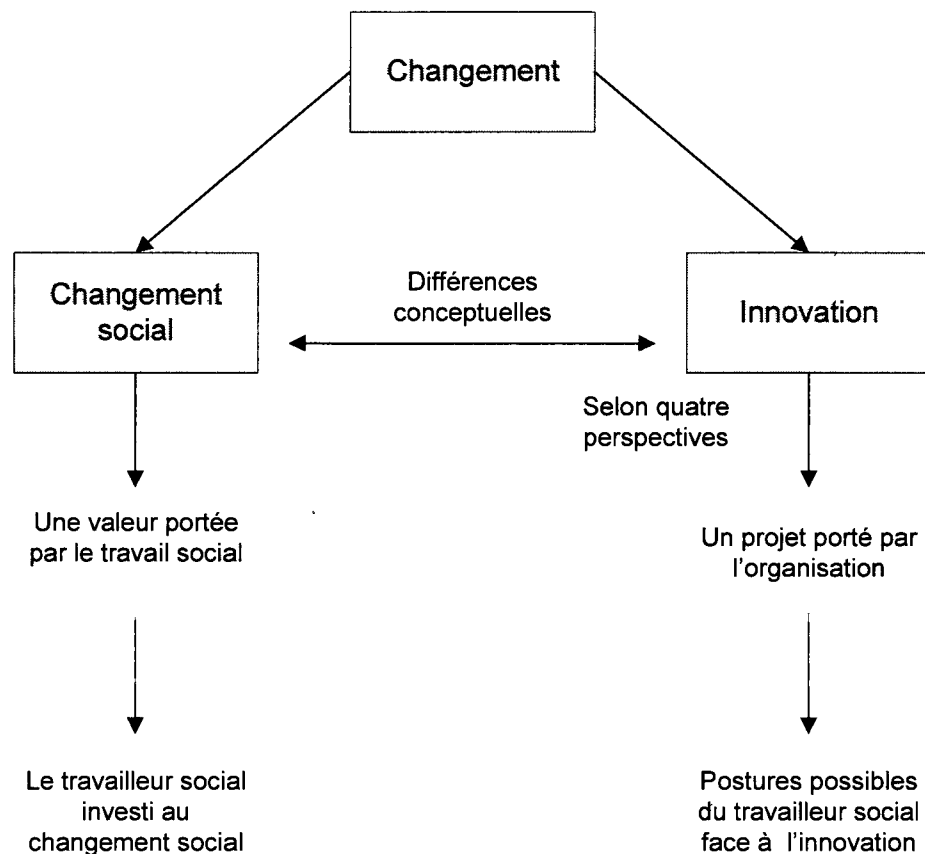 Changement
Changement
social
Différences
conceptuelles
Innovation
Selon quatre
perspectives
Une valeur portée
par le travail social
Un projet porté par
l'organisation
Le travailleur social
investi au
changement social
Postures possibles
du travailleur social
face à l'innovation